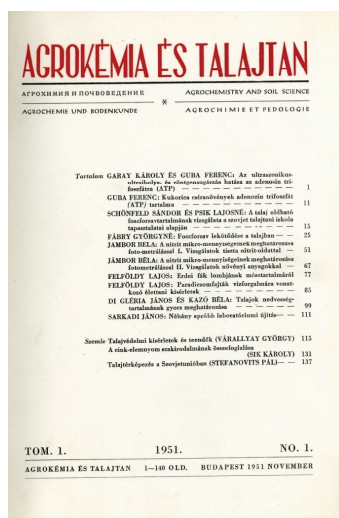 AGROKÉMIA ÉS TALAJTAN
АГРОХИМИЯ И ПОЧВОВЕДЕНИЕ
AGROCHEMISTRY AND SOIL SCIENCE
AGROCHEMIE UND BODENKUNDE
AGROCHIMIE ET PEDOLOGIE
Tartalom GARAY KÁROLY ÉS GUBA FERENC: Az ultraszonikus-
ultraibolya- és röntgensugárzás hatása az adenosin tri-
foszfátra (ATP) — — — — — — — — 1
GUBA FERENC: Kukorica csiranövények adenozin trifoszfát
(ATP) tartalma — — — — — — — — 11
SCHÖNFELD SÁNDOR ÉS PSIK LAJOSNÉ: A talaj oldható
foszforsavtartalmának vizsgálata a szovjet talajtani iskola
tapasztalatai alapján — — — — — — — 15
FÁBRY GYÖRGYNÉ: Foszforsav lekötődése a talajban — — 25
JÁMBOR BÉLA: A nitrit mikro-mennyiségeinek meghatározása
fotometrálással I. Vizsgálatok tiszta nitrit-oldattal — 51
JÁMBOR BÉLA: A nitrit mikro-mennyiségeinek meghatározása
fotometrálással II. Vizsgálatok növényi anyagokkal — 67
FELFÖLDY LAJOS: Erdei fák lombjának mésztartalmáról 77
FELFÖLDY LAJOS: Paradicsomfajták vízforgalmára vonat-
kozó élettani kísérletek — — — — — — 85
DI GLÉRIA JÁNOS ÉS KAZÓ BÉLA: Talajok nedvesség-
tartalmának gyors meghatározása — — — — — 99
SARKADI JÁNOS: Néhány apróbb laboratóriumi újítás — — 111
Szemle Talajvédelmi kísérletek és teendők (VÁRALLYAY GYÖRGY) 115
A cink-elemnyom szakirodalmának összefoglalása
(SIK KÁROLY) 131
Talajtérképezés a Szovjetunióban (STEFANOVITS PÁL) — — 137
TOM. 1. 1951. NO. 1.
AGROKÉMIA ÉS TALAJTAN 1—140 OLD. BUDAPEST 1951 NOVEMBER